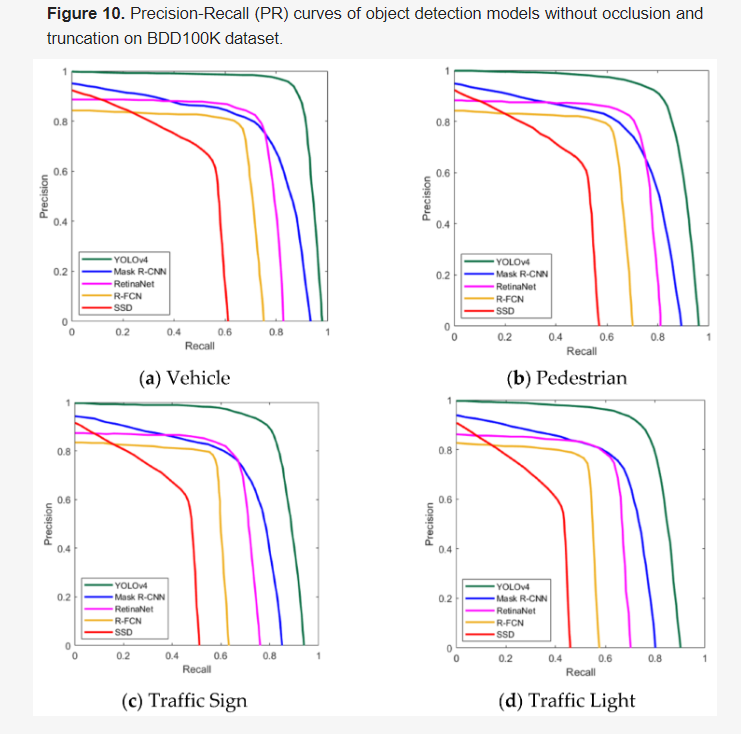 Figure 10. Precision-Recall (PR) curves of object detection models without occlusion and
truncation on BDD100K dataset.
1
0.8
0.6
0.4
0.2
0
Precision
YOLOv4
Mask R-CNN
RetinaNet
R-FCN
SSD
0 0.2 0.4 0.6 0.8 1
Recall
(a) Vehicle
1
0.8
0.6
0.4
0.2
0
Precision
YOLOv4
Mask R-CNN
RetinaNet
R-FCN
SSD
0 0.2 0.4 0.6 0.8 1
Recall
(b) Pedestrian
1
0.8
0.6
0.4
0.2
0
Precision
YOLOv4
Mask R-CNN
RetinaNet
R-FCN
SSD
0 0.2 0.4 0.6 0.8 1
Recall
(c) Traffic Sign
1
0.8
0.6
0.4
0.2
0
Precision
YOLOv4
Mask R-CNN
RetinaNet
R-FCN
SSD
0 0.2 0.4 0.6 0.8 1
Recall
(d) Traffic Light